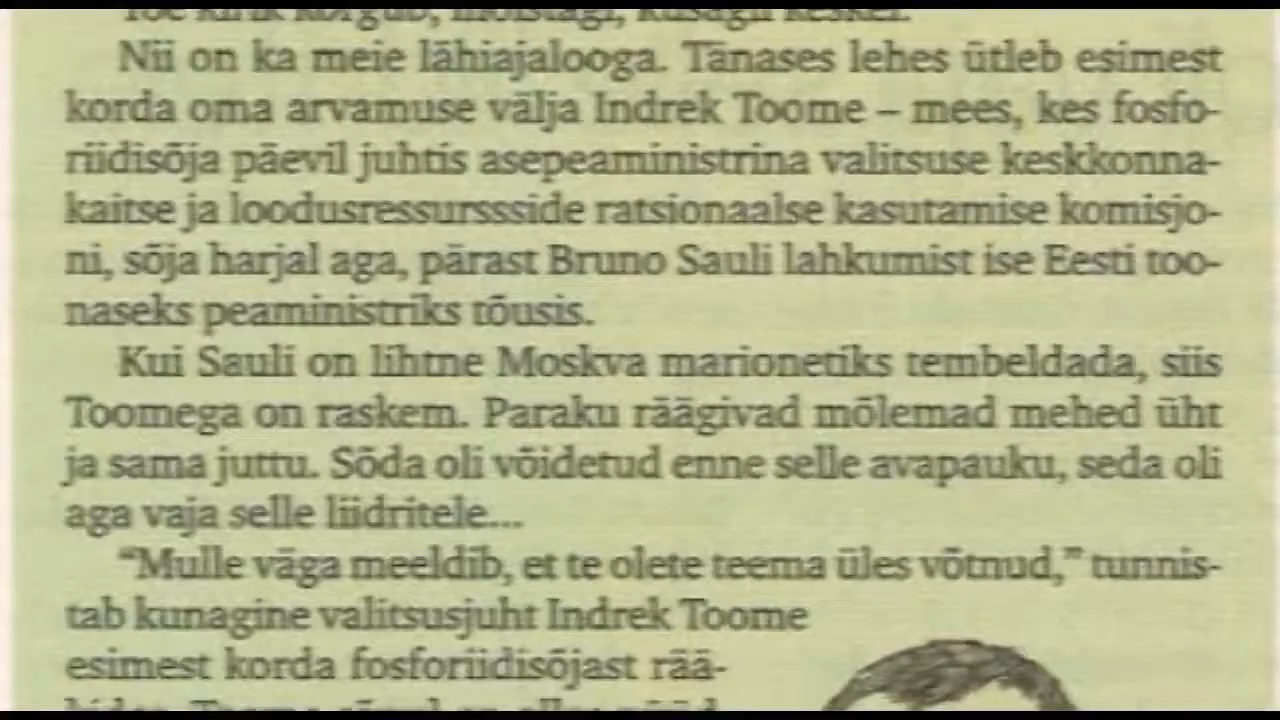 Nii on ka meie lähiajalooga. Tänases lehes ütleb esimest
korda oma arvamuse välja Indrek Toome – mees, kes fosfo-
riidisõja päevil juhtis asepeaministrina valitsuse keskkonna-
kaitse ja loodusressurssside ratsionaalse kasutamise komisjo-
ni, sõja harjal aga, pärast Bruno Sauli lahkumist ise Eesti too-
naseks peaministriks tõusis.
Kui Sauli on lihtne Moskva marionetiks tembeldada, siis
Toomega on raskem. Paraku räägivad mõlemad mehed üht
ja sama juttu. Sõda oli võidetud enne selle avapauku, seda oli
aga vaja selle liidritele...
“Mulle väga meeldib, et te olete teema üles võtnud,” tunnis-
tab kunagine valitsusjuht Indrek Toome
esimest korda fosforiidisõjast rää-